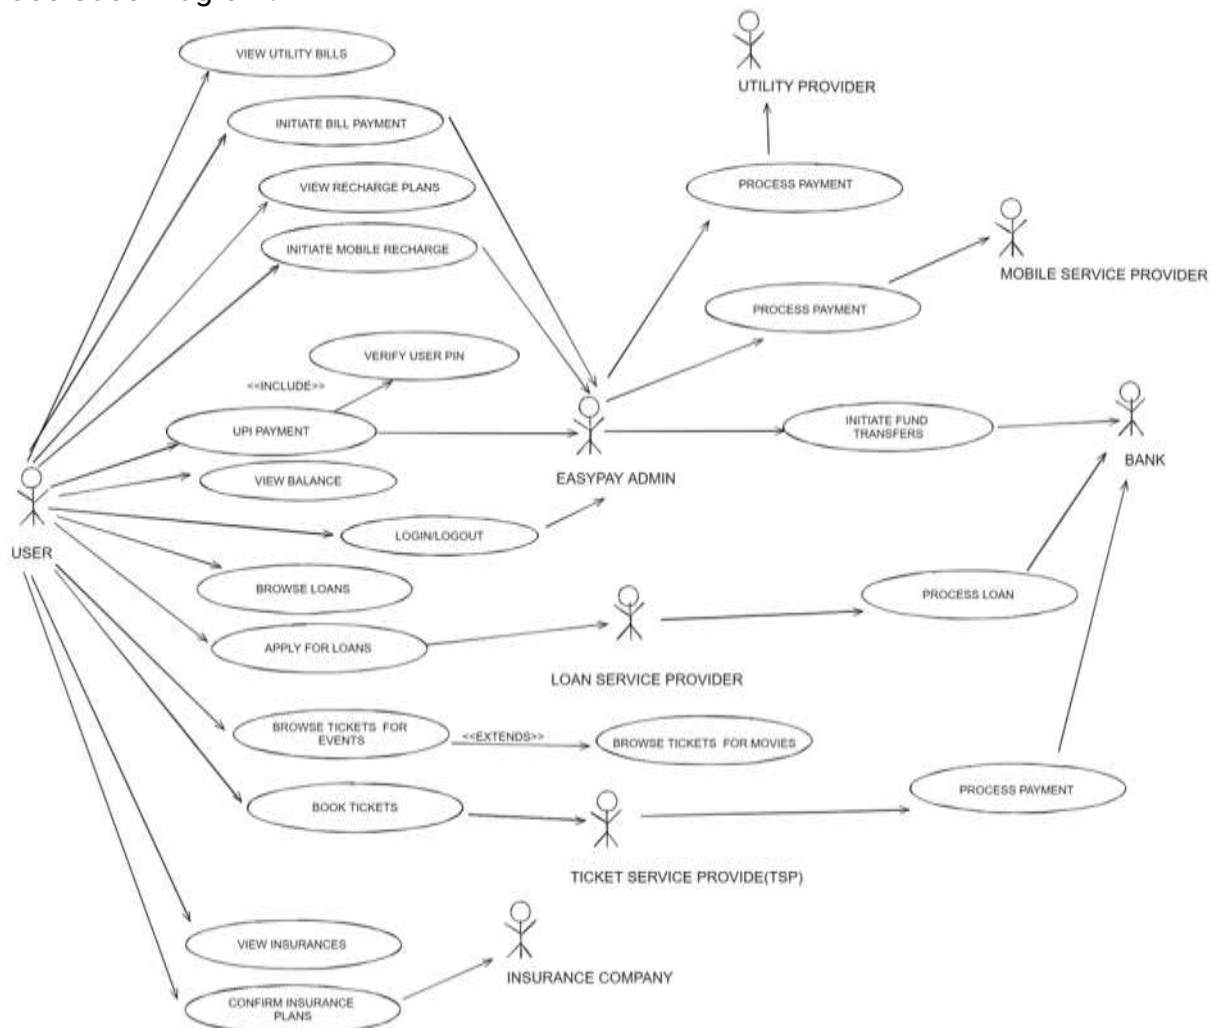 VIEW UTILITY BILLS
UTILITY PROVIDER
INITIATE BILL PAYMENT
VIEW RECHARGE PLANS
PROCESS PAYMENT
INITIATE MOBILE RECHARGE
MOBILE SERVICE PROVIDER
PROCESS PAYMENT
VERIFY USER PIN
<<INCLUDE>>
UPI PAYMENT
INITIATE FUND
TRANSFERS
BANK
VIEW BALANCE
EASYPAY ADMIN
LOGIN/LOGOUT
USER
BROWSE LOANS
PROCESS LOAN
APPLY FOR LOANS
LOAN SERVICE PROVIDER
BROWSE TICKETS FOR
EVENTS
<<EXTENDS>>
BROWSE TICKETS FOR MOVIES
PROCESS PAYMENT
BOOK TICKETS
TICKET SERVICE PROVIDE(TSP)
VIEW INSURANCES
INSURANCE COMPANY
CONFIRM INSURANCE
PLANS